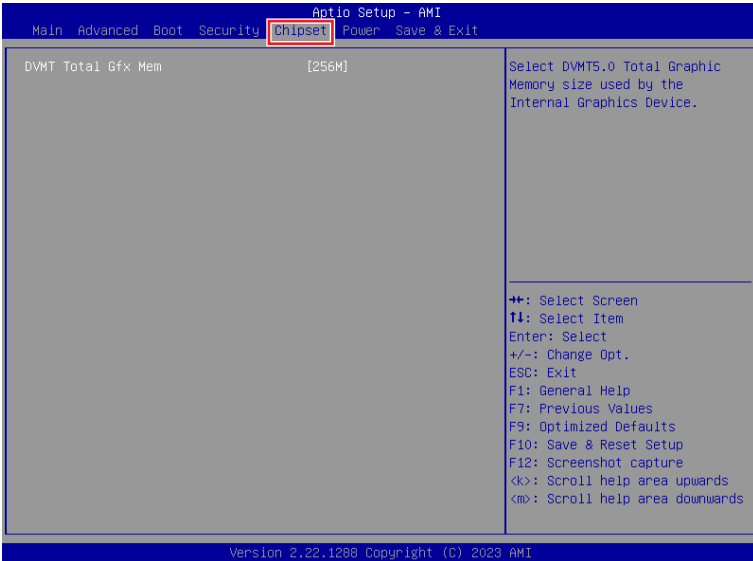 Aptio Setup – AMI
Main Advanced Boot Security Chipset Power Save & Exit
DVMT Total Gfx Mem [256M]
Select DVMT5.0 Total Graphic
Memory size used by the
Internal Graphics Device.
→←: Select Screen
↑↓: Select Item
Enter: Select
+/-: Change Opt.
ESC: Exit
F1: General Help
F7: Previous Values
F9: Optimized Defaults
F10: Save & Reset Setup
F12: Screenshot capture
<k>: Scroll help area upwards
<m>: Scroll help area downwards
Version 2.22.1288 Copyright (C) 2023 AMI